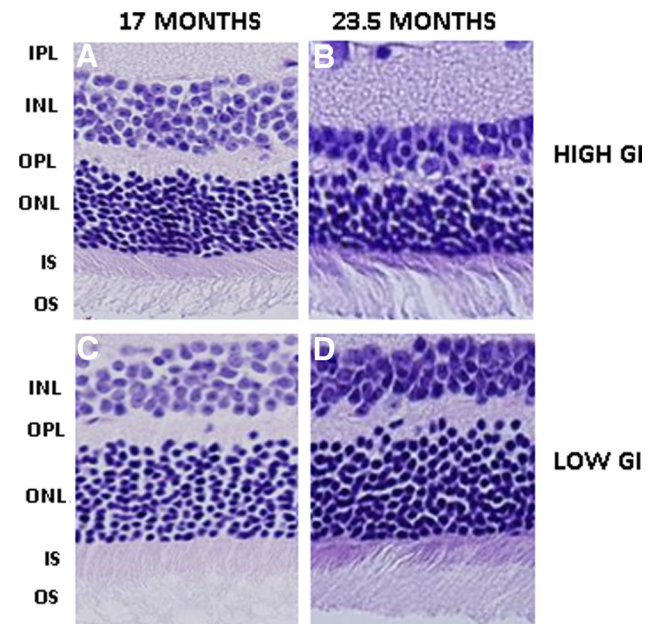 17 MONTHS 23.5 MONTHS
A B
IPL
INL
OPL
ONL
IS
OS
HIGH GI
C D
INL
OPL
ONL
IS
OS
LOW GI